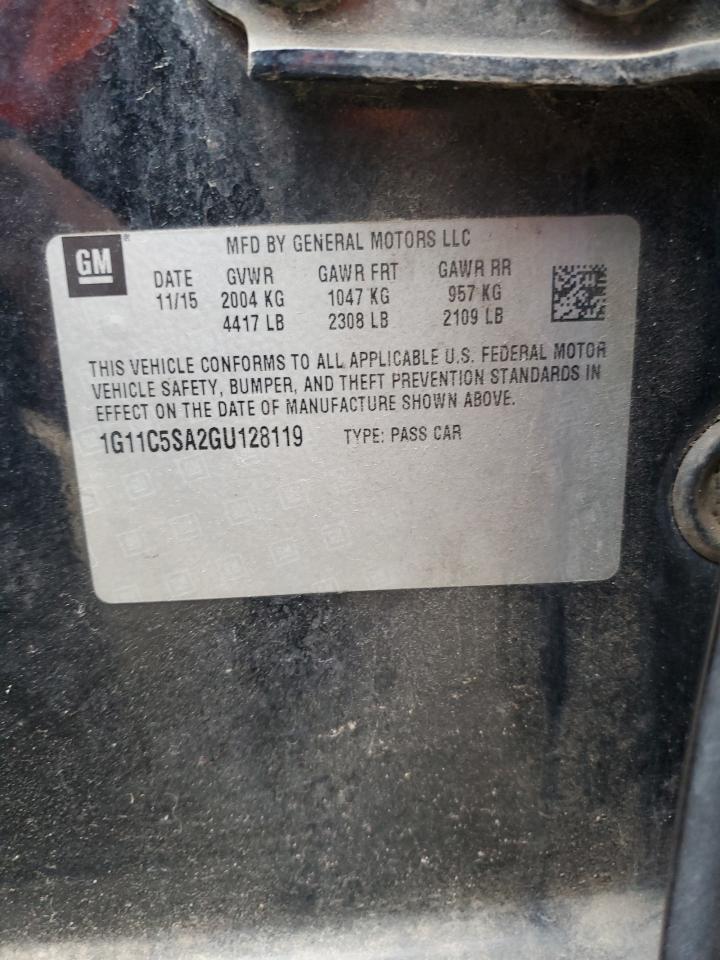 GM ® MFD BY GENERAL MOTORS LLC
DATE GVWR GAWR FRT GAWR RR
11/15 2004 KG 1047 KG 957 KG
4417 LB 2308 LB 2109 LB
THIS VEHICLE CONFORMS TO ALL APPLICABLE U.S. FEDERAL MOTOR
VEHICLE SAFETY, BUMPER, AND THEFT PREVENTION STANDARDS IN
EFFECT ON THE DATE OF MANUFACTURE SHOWN ABOVE.
1G11C5SA2GU128119 TYPE: PASS CAR